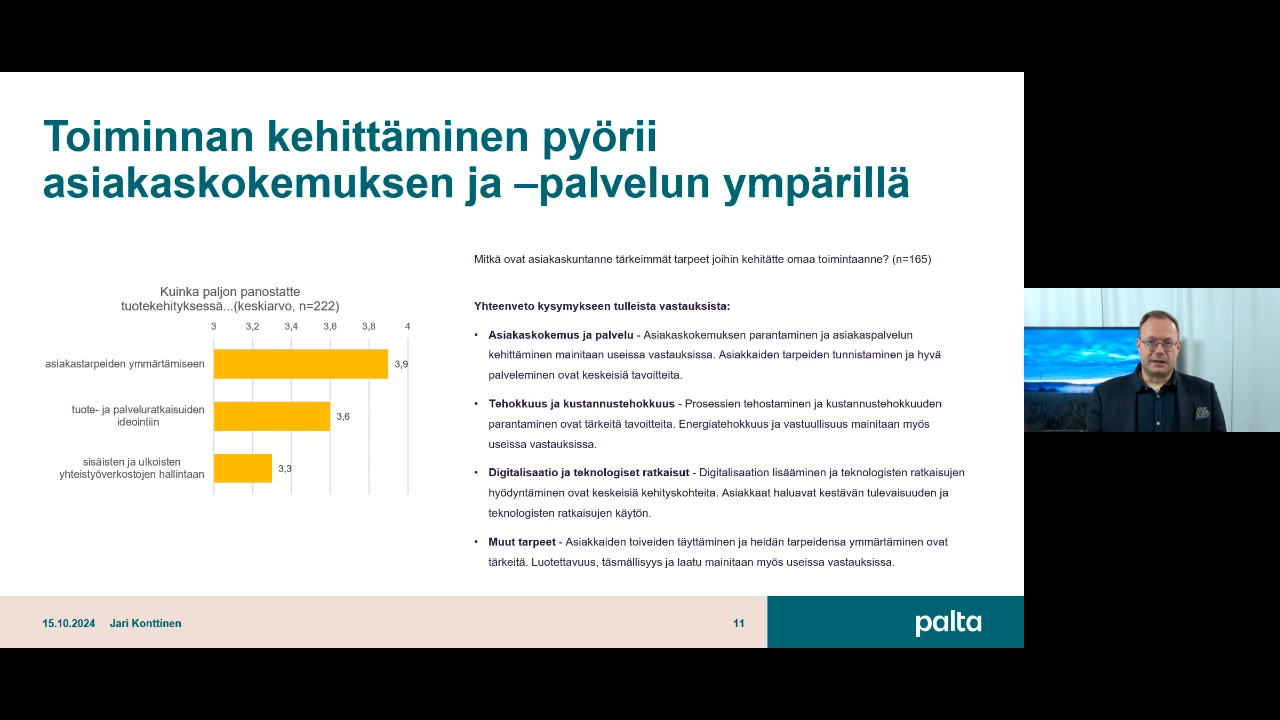 Toiminnan kehittäminen pyörii
asiakaskokemuksen ja –palvelun ympärillä
Kuinka paljon panostatte
tuotekehityksessä...(keskiarvo, n=222)
3 3,2 3,4 3,6 3,8 4
asiakastarpeiden ymmärtämiseen 3,9
tuote- ja palveluratkaisuiden
ideointiin
3,6
sisäisten ja ulkoisten
yhteistyöverkostojen hallintaan
3,3
Mitkä ovat asiakaskuntanne tärkeimmät tarpeet joihin kehitätte omaa toimintaanne? (n=165)
Yhteenveto kysymykseen tulleista vastauksista:
• Asiakaskokemus ja palvelu - Asiakaskokemuksen parantaminen ja asiakaspalvelun
kehittäminen mainitaan useissa vastauksissa. Asiakkaiden tarpeiden tunnistaminen ja hyvä
palveleminen ovat keskeisiä tavoitteita.
• Tehokkuus ja kustannustehokkuus - Prosessien tehostaminen ja kustannustehokkuuden
parantaminen ovat tärkeitä tavoitteita. Energiatehokkuus ja vastuullisuus mainitaan myös
useissa vastauksissa.
• Digitalisaatio ja teknologiset ratkaisut - Digitalisaation lisääminen ja teknologisten ratkaisujen
hyödyntäminen ovat keskeisiä kehityskohteita. Asiakkaat haluavat kestävän tulevaisuuden ja
teknologisten ratkaisujen käytön.
• Muut tarpeet - Asiakkaiden toiveiden täyttäminen ja heidän tarpeidensa ymmärtäminen ovat
tärkeitä. Luotettavuus, täsmällisyys ja laatu mainitaan myös useissa vastauksissa.
15.10.2024 Jari Konttinen 11
palta